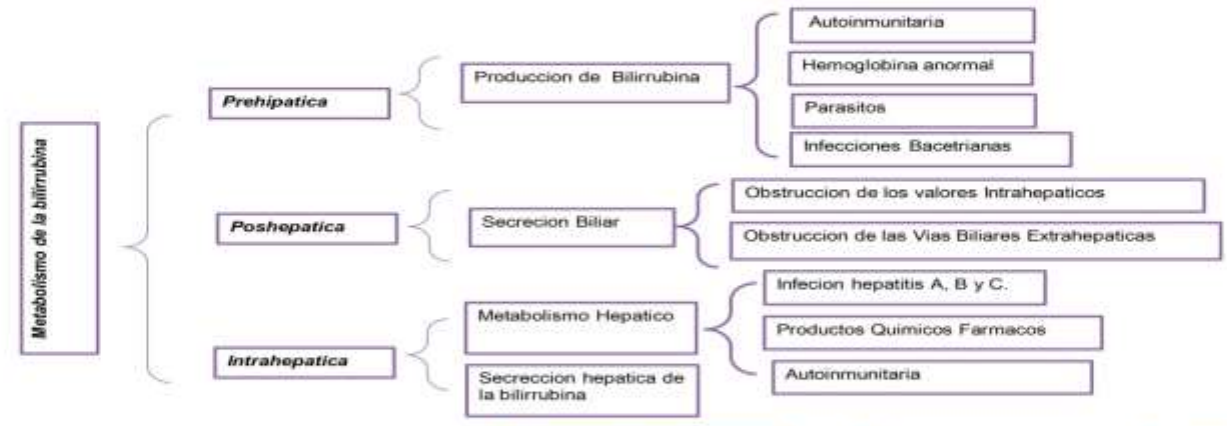 Metabolismo de la bilirrubina
Prehipatica
Produccion de Bilirrubina
Autoinmunitaria
Hemoglobina anormal
Parasitos
Infecciones Bacetrianas
Poshepatica
Secrecion Biliar
Obstruccion de los valores Intrahepaticos
Obstruccion de las Vias Biliares Extrahepaticas
Intrahepatica
Metabolismo Hepatico
Infecion hepatitis A, B y C.
Productos Quimicos Farmacos
Autoinmunitaria
Secreccion hepatica de
la bilirrubina